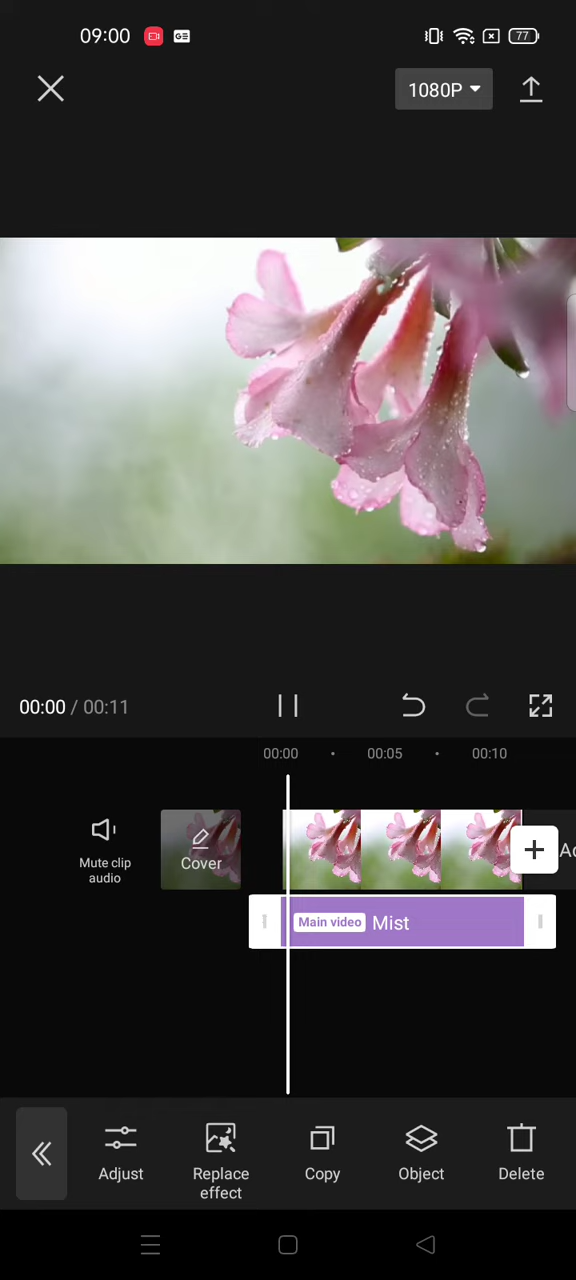 09:00
77
1080P
00:00 / 00:11
00:00
00:05
00:10
Mute clip
audio
Cover
Main video Mist
Adjust
Replace
effect
Copy
Object
Delete